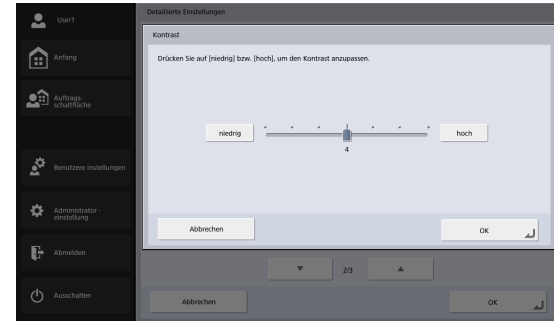 User1
Anfang
Auftrags-
schaltfläche
Benutzere instellungen
Administrator -
einstellung
Abmelden
Ausschalten
Detaillierte Einstellungen
Kontrast
Drücken Sie auf [niedrig] bzw. [hoch], um den Kontrast anzupassen.
niedrig
hoch
4
Abbrechen
OK
2/3
Abbrechen
OK